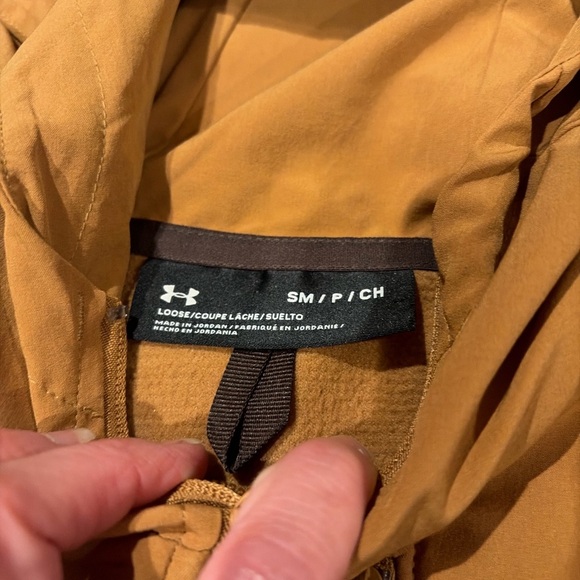 SM / P / CH
LOOSE/COUPE LÂCHE/SUELTO
MADE IN JORDAN / FABRIQUÉ EN JORDANIE /
HECHO EN JORDANIA